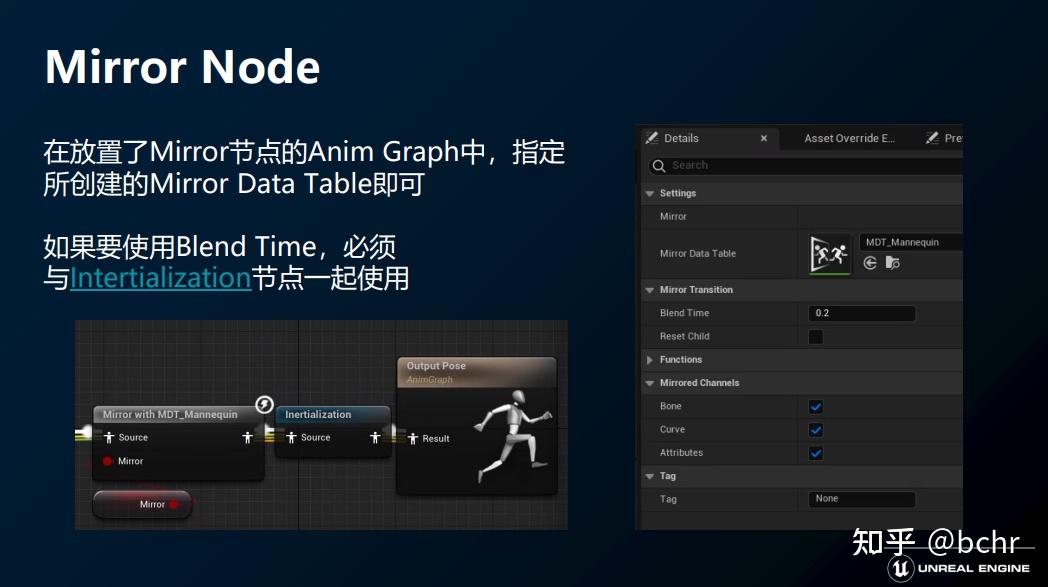 Mirror Node
在放置了Mirror节点的Anim Graph中，指定
所创建的Mirror Data Table即可
如果要使用Blend Time，必须
与Intertialization节点一起使用
Mirror with MDT_Mannequin
Source
Mirror
Mirror
Inertialization
Source
Output Pose
AnimGraph
Result
Details
Asset Override E...
Pre
Search
Settings
Mirror
Mirror Data Table
MDT_Mannequin
Mirror Transition
Blend Time
0.2
Reset Child
Functions
Mirrored Channels
Bone
Curve
Attributes
Tag
Tag
None
知乎 @bchr
UNREAL ENGINE